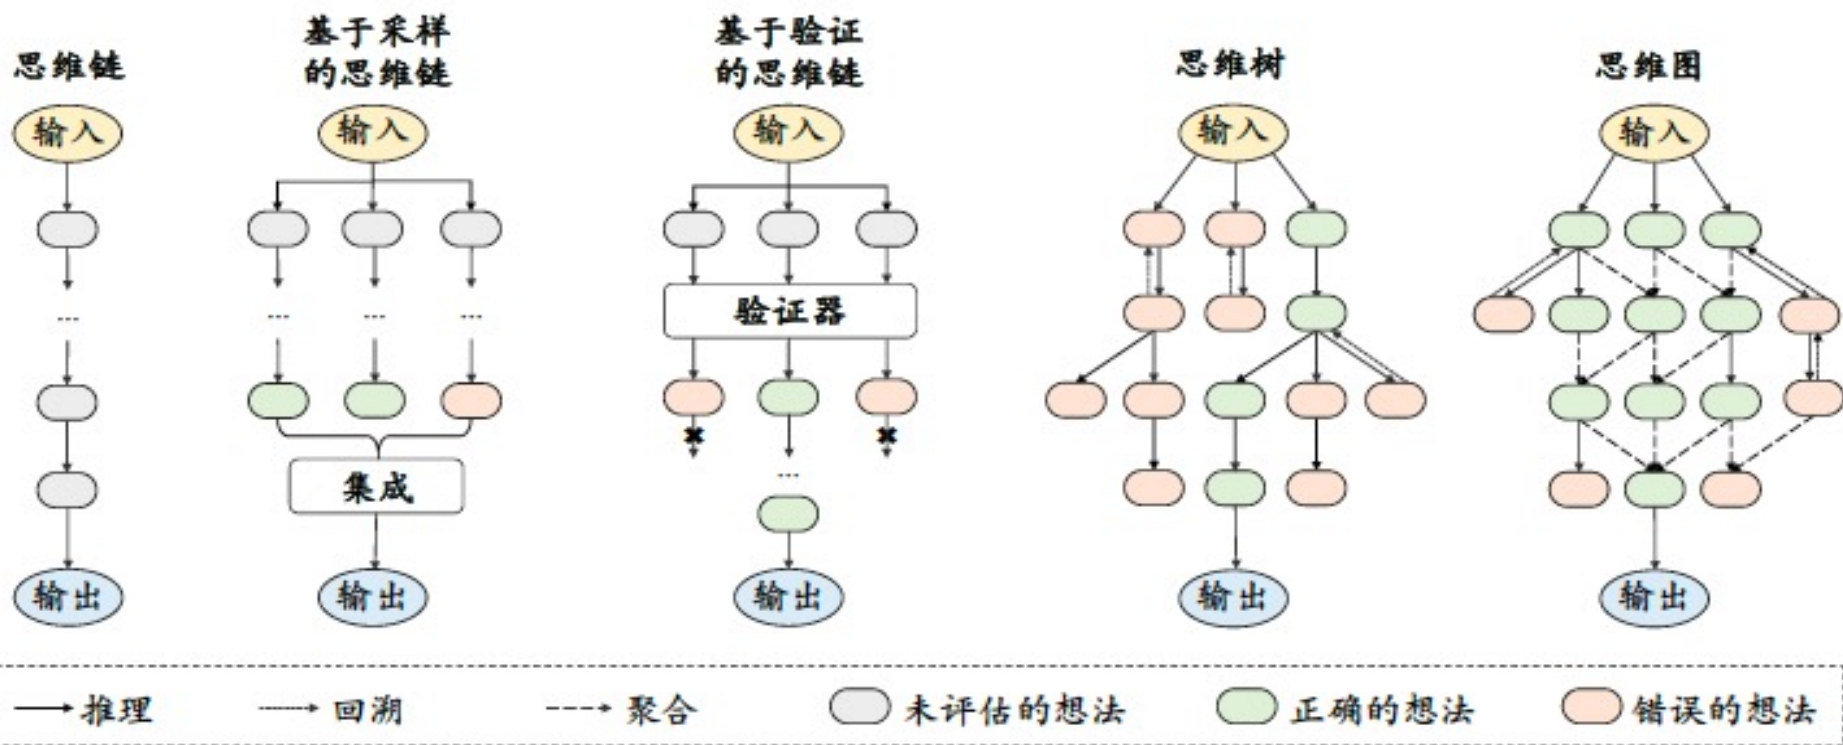 思维链
输入
...
输出
基于采样
的思维链
输入
... ... ...
集成
输出
基于验证
的思维链
输入
验证器
...
输出
思维树
输入
输出
思维图
输入
输出
推理 回溯 聚合 未评估的想法 正确的想法 错误的想法